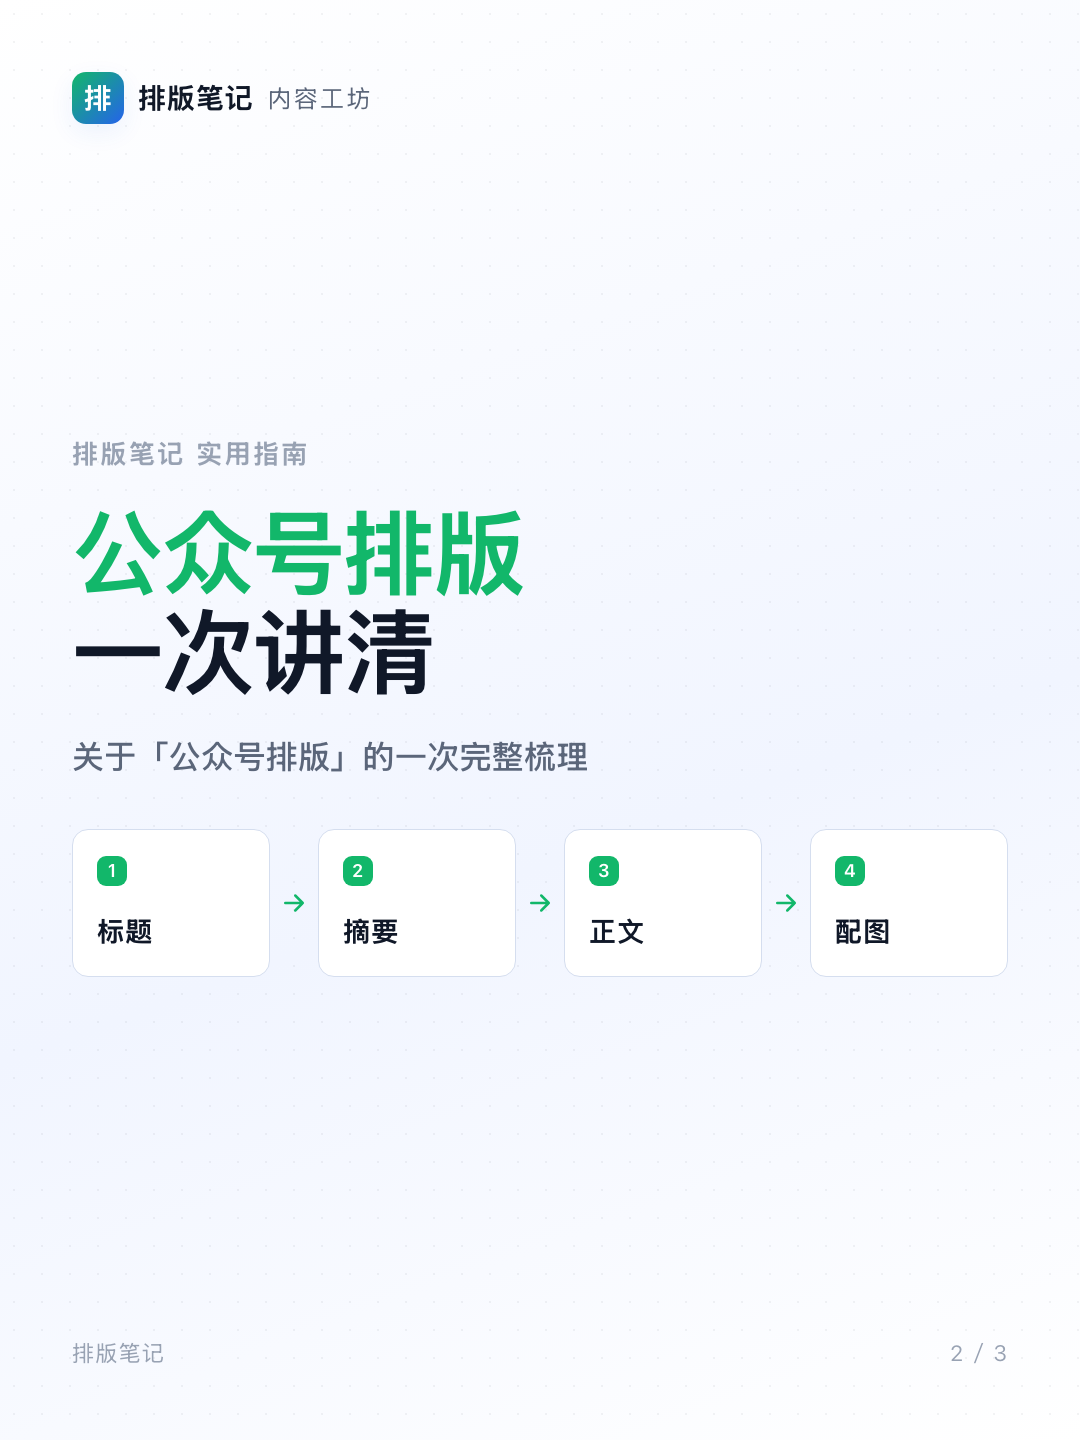 排 排版笔记 内容工坊
排版笔记 实用指南
公众号排版
一次讲清
关于「公众号排版」的一次完整梳理
1 → 2 → 3 → 4
标题 摘要 正文 配图
排版笔记 2 / 3